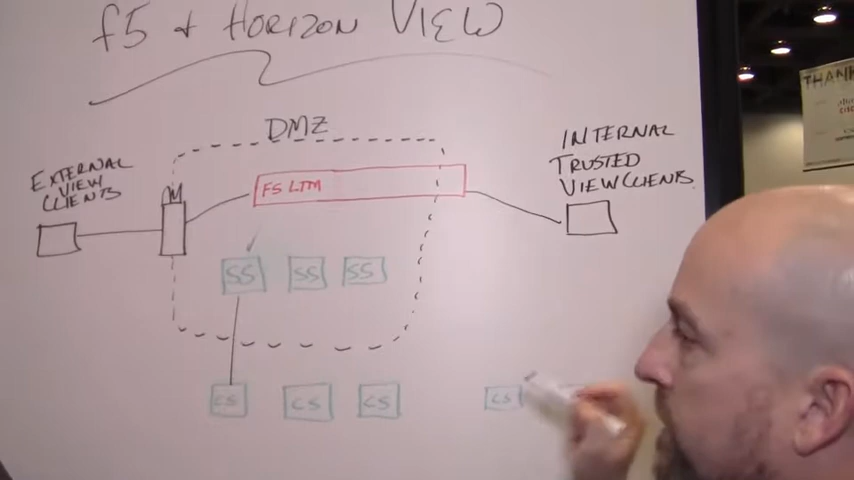 f5 & HORIZON VIEW
DMZ
EXTERNAL
VIEW
CLIENTS
F5 LTM
INTERNAL
TRUSTED
VIEW CLIENTS
SS
SS
SS
CS
CS
CS
CS
THANK